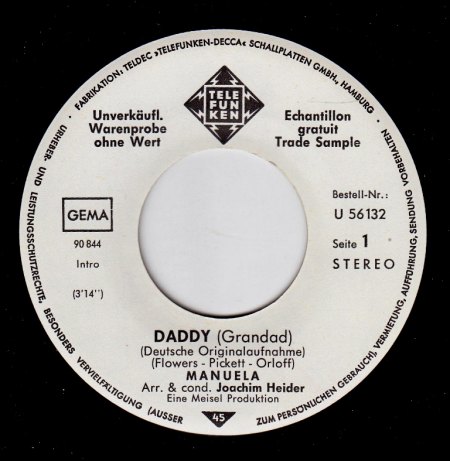 FABRIKATION: TELDEC »TELEFUNKEN-DECCA« SCHALLPLATTEN GMBH., HAMBURG · URHEBER- UND LEISTUNGSSCHUTZRECHTE, BESONDERS VERVIELFÄLTIGUNG (AUSSER ZUM PERSÖNLICHEN GEBRAUCH), VERMIETUNG, AUFFÜHRUNG, SENDUNG VORBEHALTEN ·
TELE
FUN
KEN
Unverkäufl.
Warenprobe
ohne Wert
Echantillon
gratuit
Trade Sample
GEMA
90 844
Intro
(3'14'')
Bestell-Nr.:
U 56132
Seite 1
STEREO
DADDY (Grandad)
(Deutsche Originalaufnahme)
(Flowers - Pickett - Orloff)
MANUELA
Arr. & cond. Joachim Heider
Eine Meisel Produktion
45